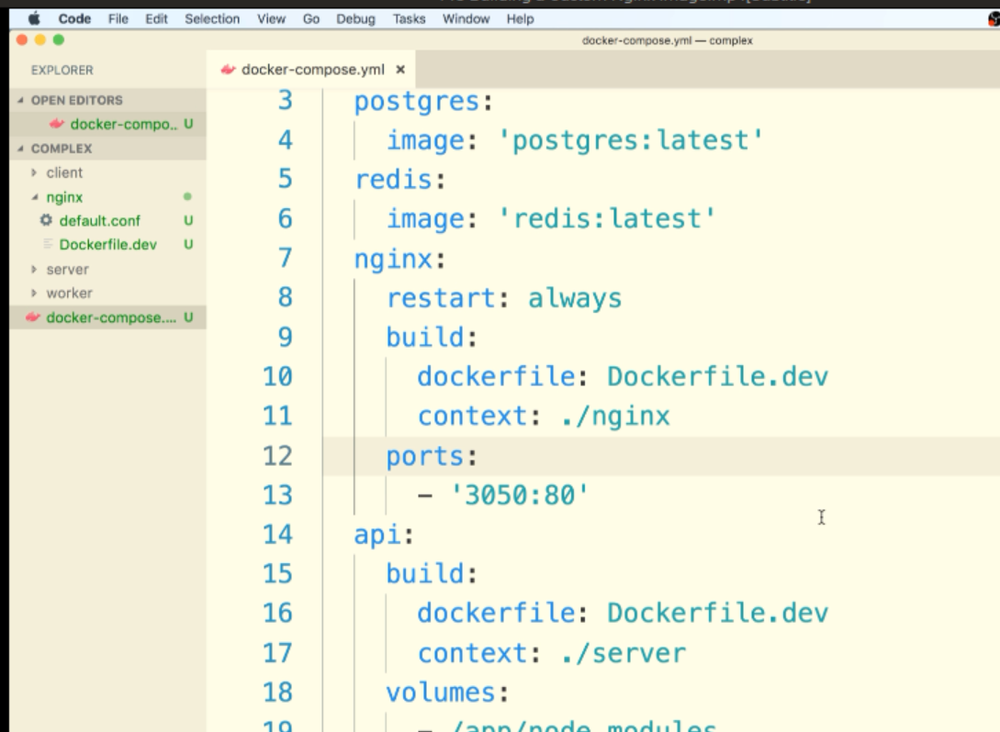 Code File Edit Selection View Go Debug Tasks Window Help
docker-compose.yml — complex
EXPLORER
docker-compose.yml ×
OPEN EDITORS
docker-compo.. U
COMPLEX
client
nginx
default.conf U
Dockerfile.dev U
server
worker
docker-compose.... U
3 postgres:
4 image: 'postgres:latest'
5 redis:
6 image: 'redis:latest'
7 nginx:
8 restart: always
9 build:
10 dockerfile: Dockerfile.dev
11 context: ./nginx
12 ports:
13 - '3050:80'
14 api:
15 build:
16 dockerfile: Dockerfile.dev
17 context: ./server
18 volumes:
19 - /app/node_modules